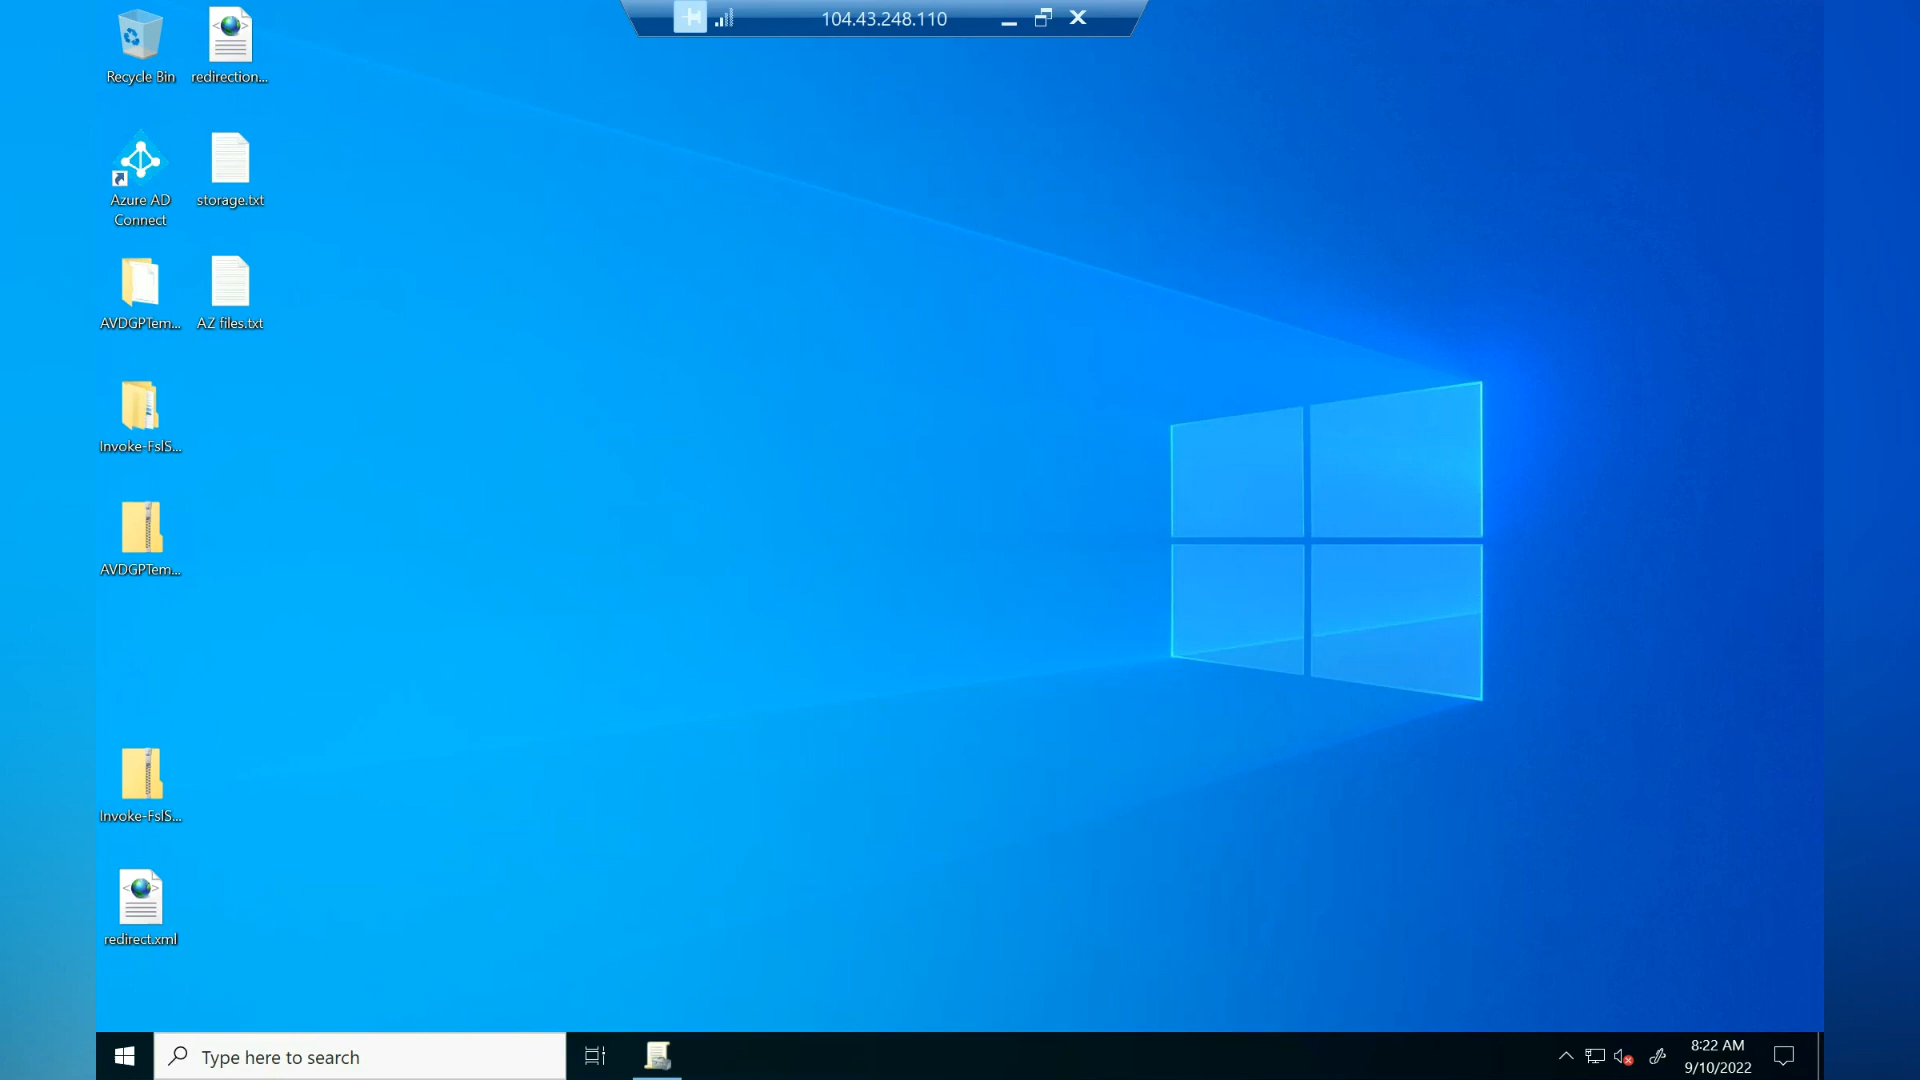 104.43.248.110
Recycle Bin
redirection...
Azure AD
Connect
storage.txt
AVDGPTem...
AZ files.txt
Invoke-FslS...
AVDGPTem...
Invoke-FslS...
redirect.xml
Type here to search
8:22 AM
9/10/2022